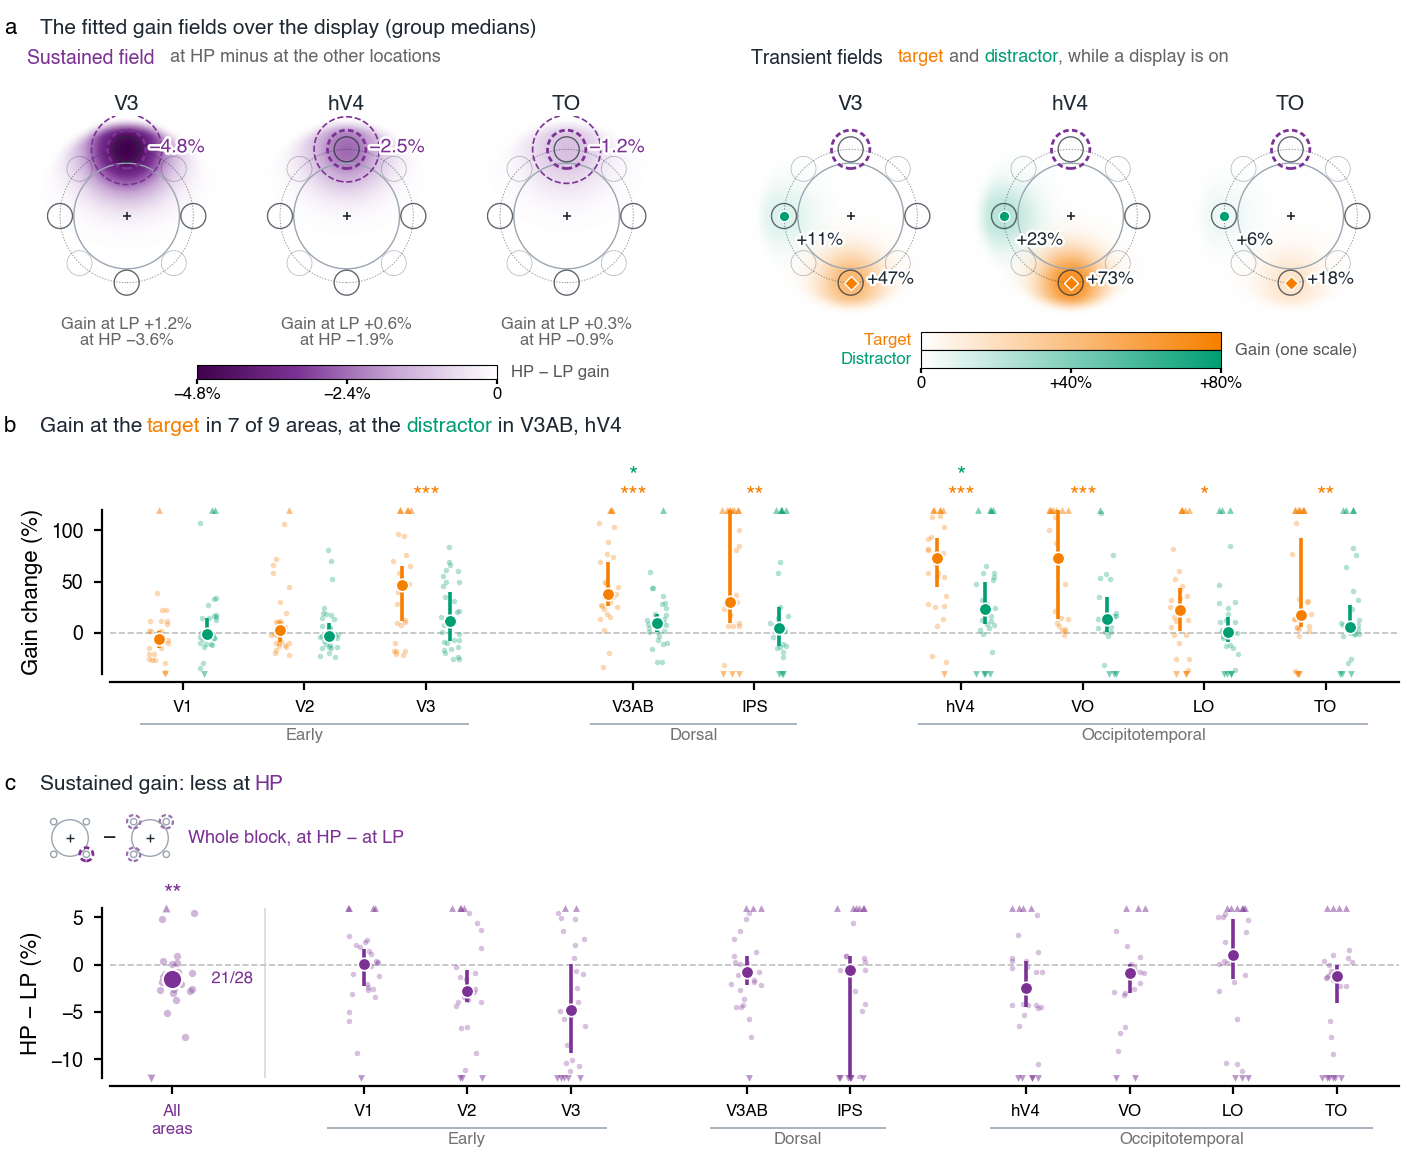 a The fitted gain fields over the display (group medians)
Sustained field at HP minus at the other locations
Transient fields target and distractor, while a display is on
V3 hV4 TO V3 hV4 TO
−4.8% −2.5% −1.2%
+11% +23% +6%
+47% +73% +18%
Gain at LP +1.2%
at HP −3.6%
Gain at LP +0.6%
at HP −1.9%
Gain at LP +0.3%
at HP −0.9%
HP − LP gain
−4.8% −2.4% 0
Target
Distractor
Gain (one scale)
0 +40% +80%
b Gain at the target in 7 of 9 areas, at the distractor in V3AB, hV4
* *
*** *** ** *** *** * **
Gain change (%)
100
50
0
V1 V2 V3 V3AB IPS hV4 VO LO TO
Early Dorsal Occipitotemporal
c Sustained gain: less at HP
− Whole block, at HP − at LP
**
HP − LP (%)
5
0
−5
−10
21/28
All
areas
V1 V2 V3 V3AB IPS hV4 VO LO TO
Early Dorsal Occipitotemporal